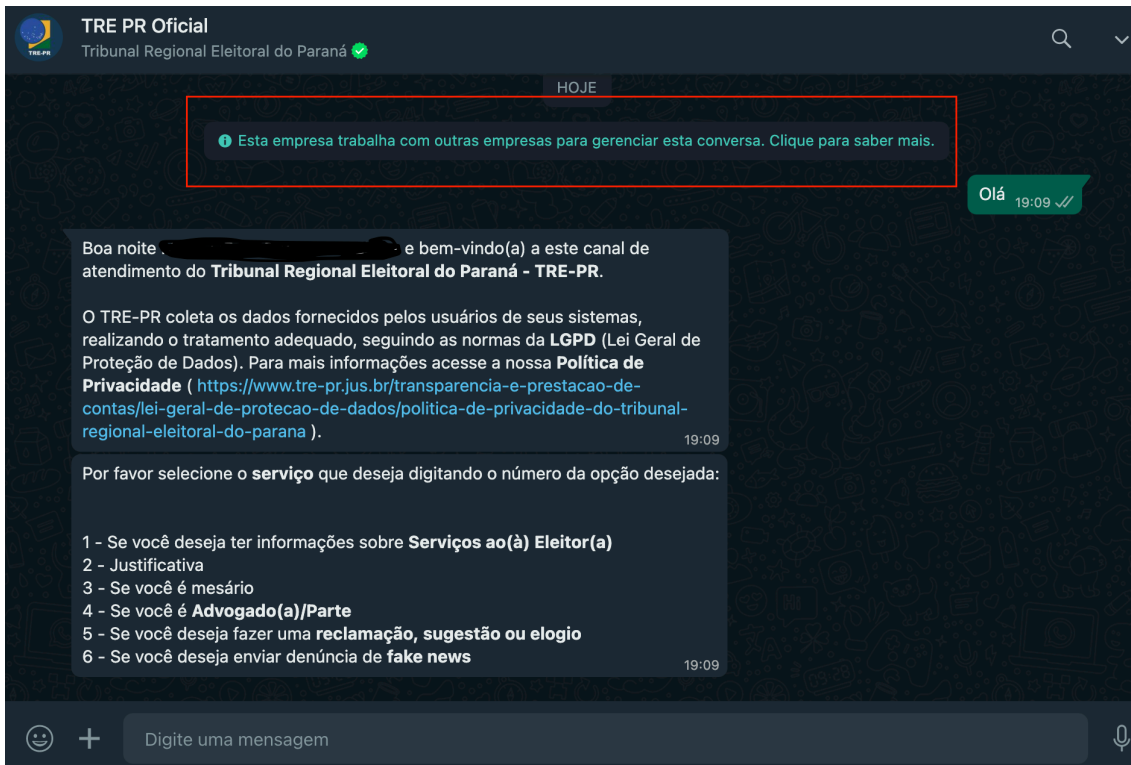 TRE PR Oficial
Tribunal Regional Eleitoral do Paraná
TRE-PR
HOJE
Esta empresa trabalha com outras empresas para gerenciar esta conversa. Clique para saber mais.
Olá 19:09
Boa noite e bem-vindo(a) a este canal de
atendimento do Tribunal Regional Eleitoral do Paraná - TRE-PR.
O TRE-PR coleta os dados fornecidos pelos usuários de seus sistemas,
realizando o tratamento adequado, seguindo as normas da LGPD (Lei Geral de
Proteção de Dados). Para mais informações acesse a nossa Política de
Privacidade ( https://www.tre-pr.jus.br/transparencia-e-prestacao-de-
contas/lei-geral-de-protecao-de-dados/politica-de-privacidade-do-tribunal-
regional-eleitoral-do-parana ).
19:09
Por favor selecione o serviço que deseja digitando o número da opção desejada:
1 - Se você deseja ter informações sobre Serviços ao(à) Eleitor(a)
2 - Justificativa
3 - Se você é mesário
4 - Se você é Advogado(a)/Parte
5 - Se você deseja fazer uma reclamação, sugestão ou elogio
6 - Se você deseja enviar denúncia de fake news
19:09
Digite uma mensagem